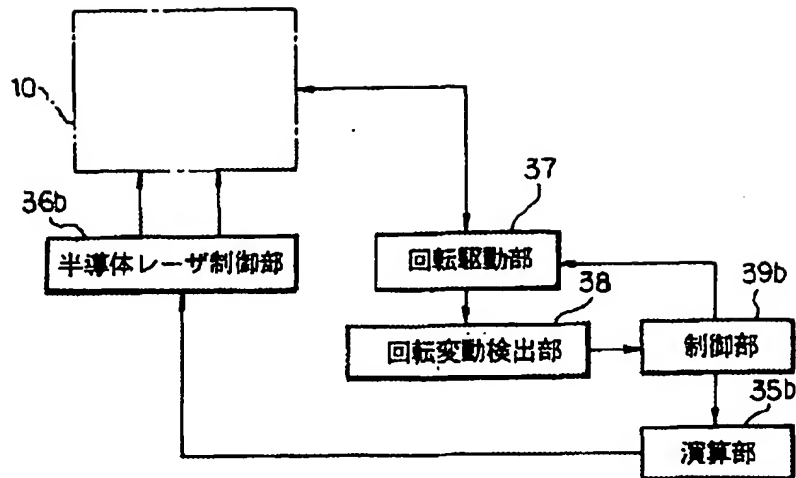 10
36b
半導体レーザ制御部
37
回転駆動部
38
回転変動検出部
39b
制御部
35b
演算部